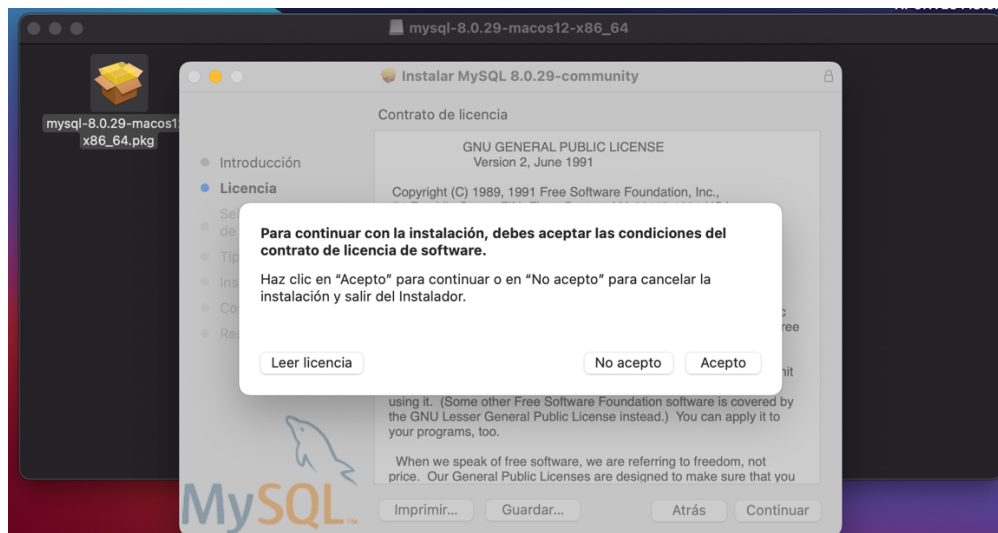 mysql-8.0.29-macos12-x86_64
mysql-8.0.29-macos12
x86_64.pkg
Instalar MySQL 8.0.29-community
Contrato de licencia
Introducción
Licencia
GNU GENERAL PUBLIC LICENSE
Version 2, June 1991
Copyright (C) 1989, 1991 Free Software Foundation, Inc.,
Para continuar con la instalación, debes aceptar las condiciones del
contrato de licencia de software.
Haz clic en “Acepto” para continuar o en “No acepto” para cancelar la
instalación y salir del Instalador.
Leer licencia
No acepto
Acepto
using it. (Some other Free Software Foundation software is covered by
the GNU Lesser General Public License instead.) You can apply it to
your programs, too.
When we speak of free software, we are referring to freedom, not
price. Our General Public Licenses are designed to make sure that you
MySQL™
Imprimir...
Guardar...
Atrás
Continuar